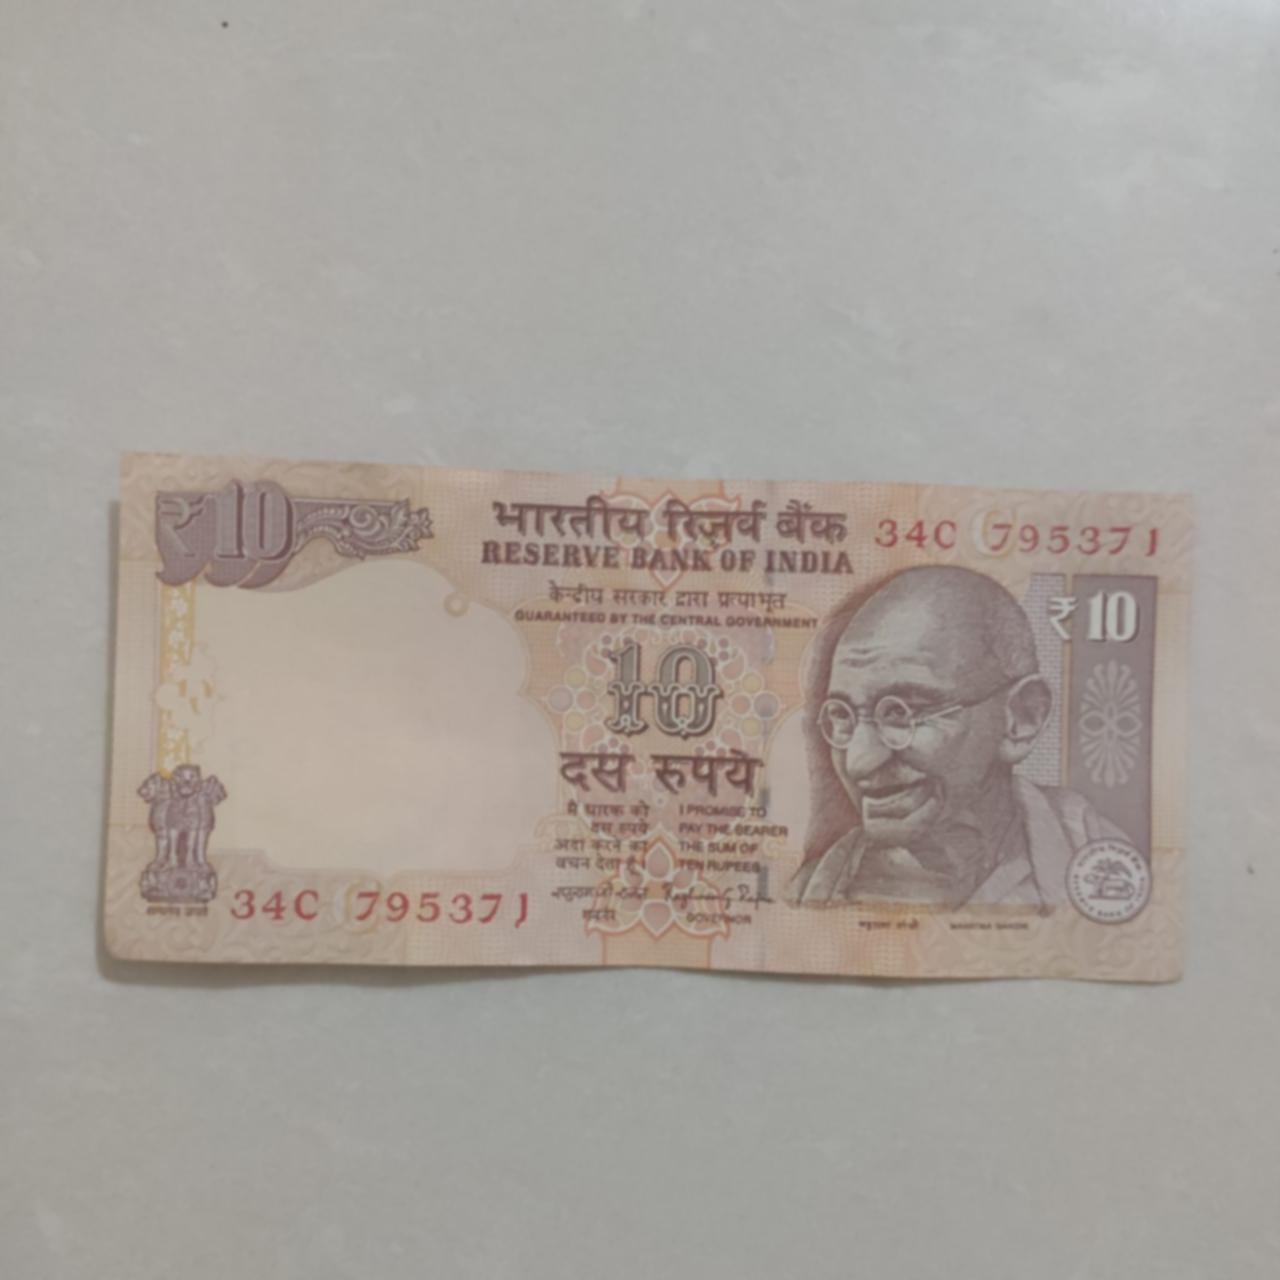 ₹10
भारतीय रिज़र्व बैंक
RESERVE BANK OF INDIA
34C 795371
केन्द्रीय सरकार द्वारा प्रत्याभूत
GUARANTEED BY THE CENTRAL GOVERNMENT
₹ 10
10
दस रुपये
मैं धारक को
दस रुपये
अदा करने का
वचन देता हूँ।
I PROMISE TO
PAY THE BEARER
THE SUM OF
TEN RUPEES
गवर्नर
GOVERNOR
सत्यमेव जयते
34C 795371
महात्मा गांधी
MAHATMA GANDHI